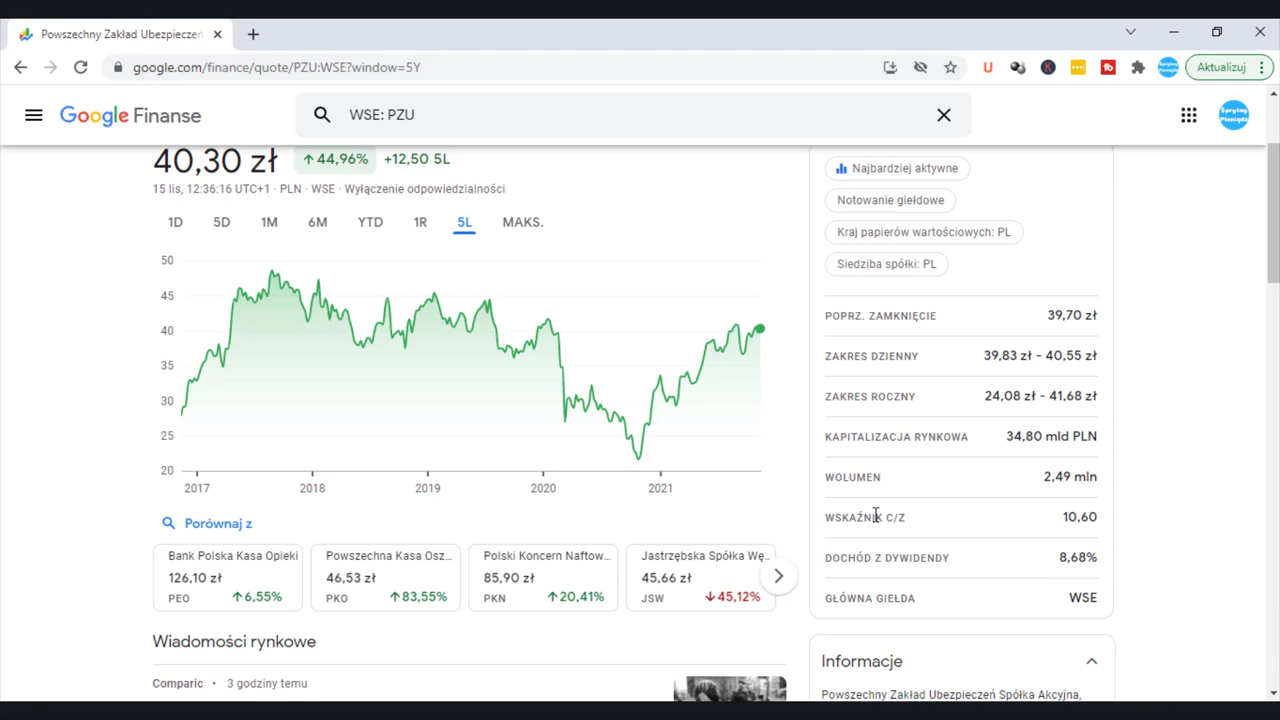 Powszechny Zakład Ubezpieczeń
google.com/finance/quote/PZU:WSE?window=5Y
Aktualizuj
Google Finanse
WSE: PZU
Sprytny Pieniądz
40,30 zł
44,96%
+12,50 5L
15 lis, 12:36:16 UTC+1 · PLN · WSE · Wyłączenie odpowiedzialności
1D 5D 1M 6M YTD 1R 5L MAKS.
50
45
40
35
30
25
20
2017 2018 2019 2020 2021
Porównaj z
Bank Polska Kasa Opieki
126,10 zł
PEO 6,55%
Powszechna Kasa Osz...
46,53 zł
PKO 83,55%
Polski Koncern Naftow...
85,90 zł
PKN 20,41%
Jastrzębska Spółka Wę...
45,66 zł
JSW 45,12%
Wiadomości rynkowe
Comparic · 3 godziny temu
Najbardziej aktywne
Notowanie giełdowe
Kraj papierów wartościowych: PL
Siedziba spółki: PL
POPRZ. ZAMKNIĘCIE 39,70 zł
ZAKRES DZIENNY 39,83 zł - 40,55 zł
ZAKRES ROCZNY 24,08 zł - 41,68 zł
KAPITALIZACJA RYNKOWA 34,80 mld PLN
WOLUMEN 2,49 mln
WSKAŹNIK C/Z 10,60
DOCHÓD Z DYWIDENDY 8,68%
GŁÓWNA GIEŁDA WSE
Informacje
Powszechny Zakład Ubezpieczeń Spółka Akcyjna,